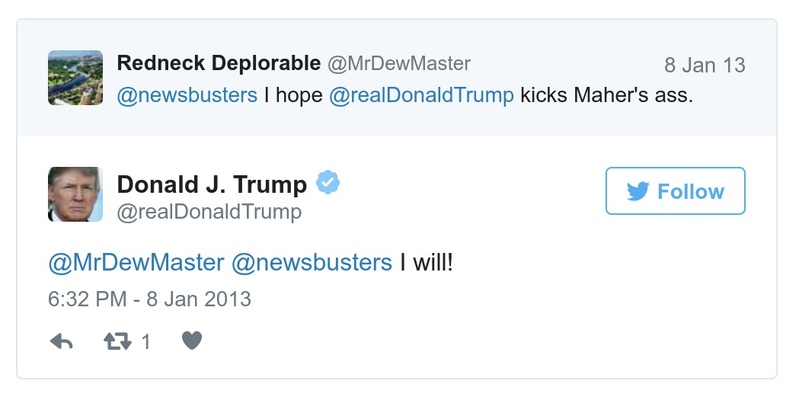 Redneck Deplorable @MrDewMaster 8 Jan 13
@newsbusters I hope @realDonaldTrump kicks Maher's ass.
Donald J. Trump
@realDonaldTrump
Follow
@MrDewMaster @newsbusters I will!
6:32 PM - 8 Jan 2013
1